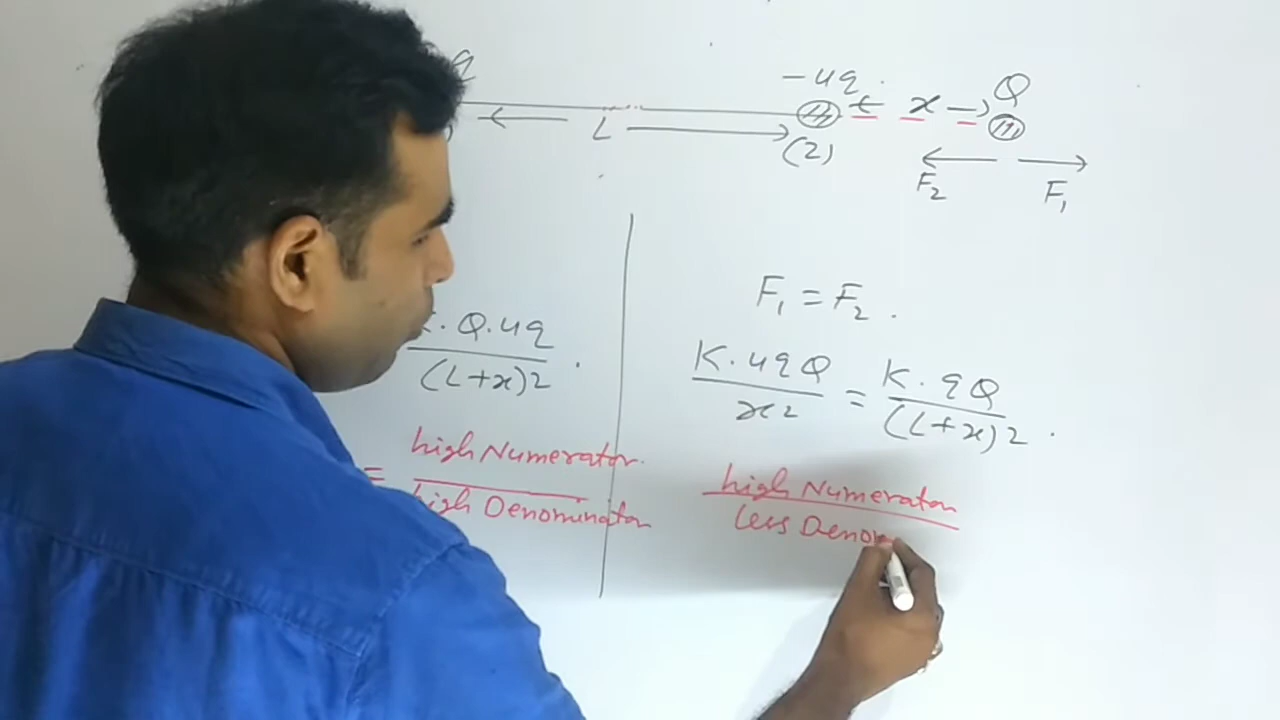 q
-4q Q
← x →
← L →
(2)
F₂ F₁
F₁ = F₂ .
K. Q. 4q / (L+x)2 .
K. 4qQ / x2 = K. qQ / (L+x)2 .
= high Numerator. / high Denominator
high Numerator / less Deno